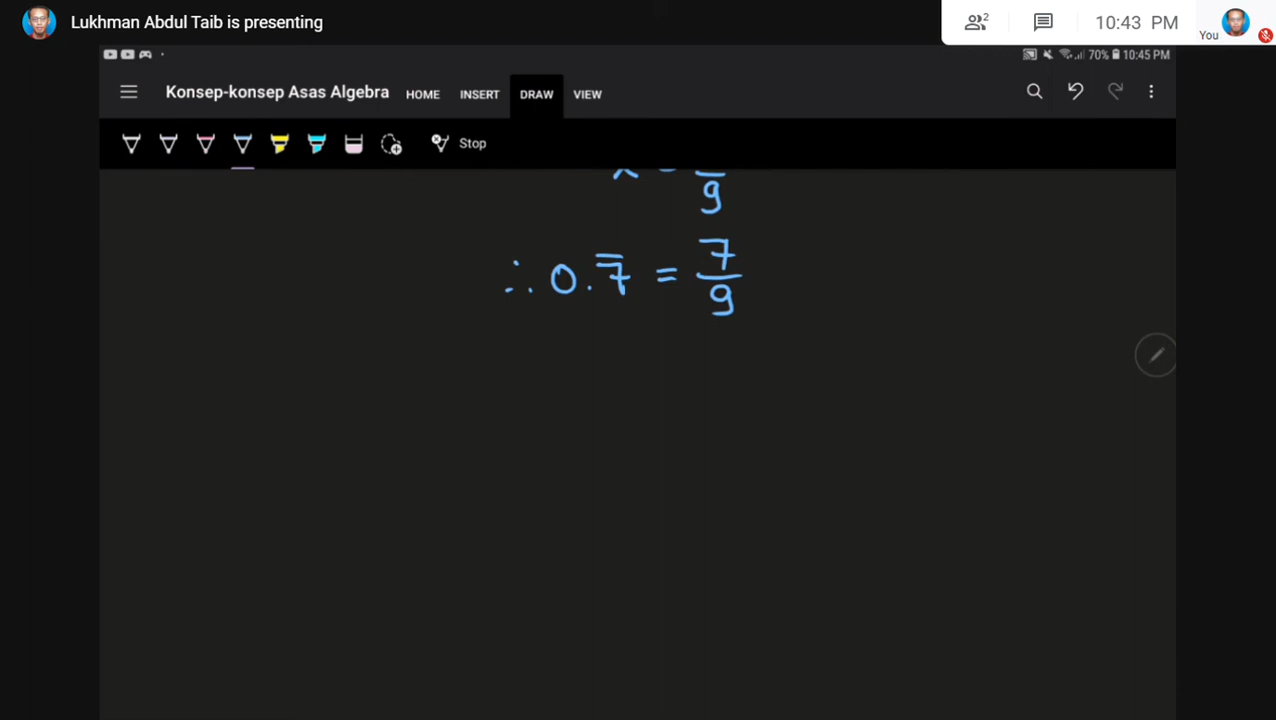 Lukhman Abdul Taib is presenting
2
10:43 PM
You
70% 10:45 PM
Konsep-konsep Asas Algebra HOME INSERT DRAW VIEW
Stop
x = 9
∴ 0.7̅ = 7/9